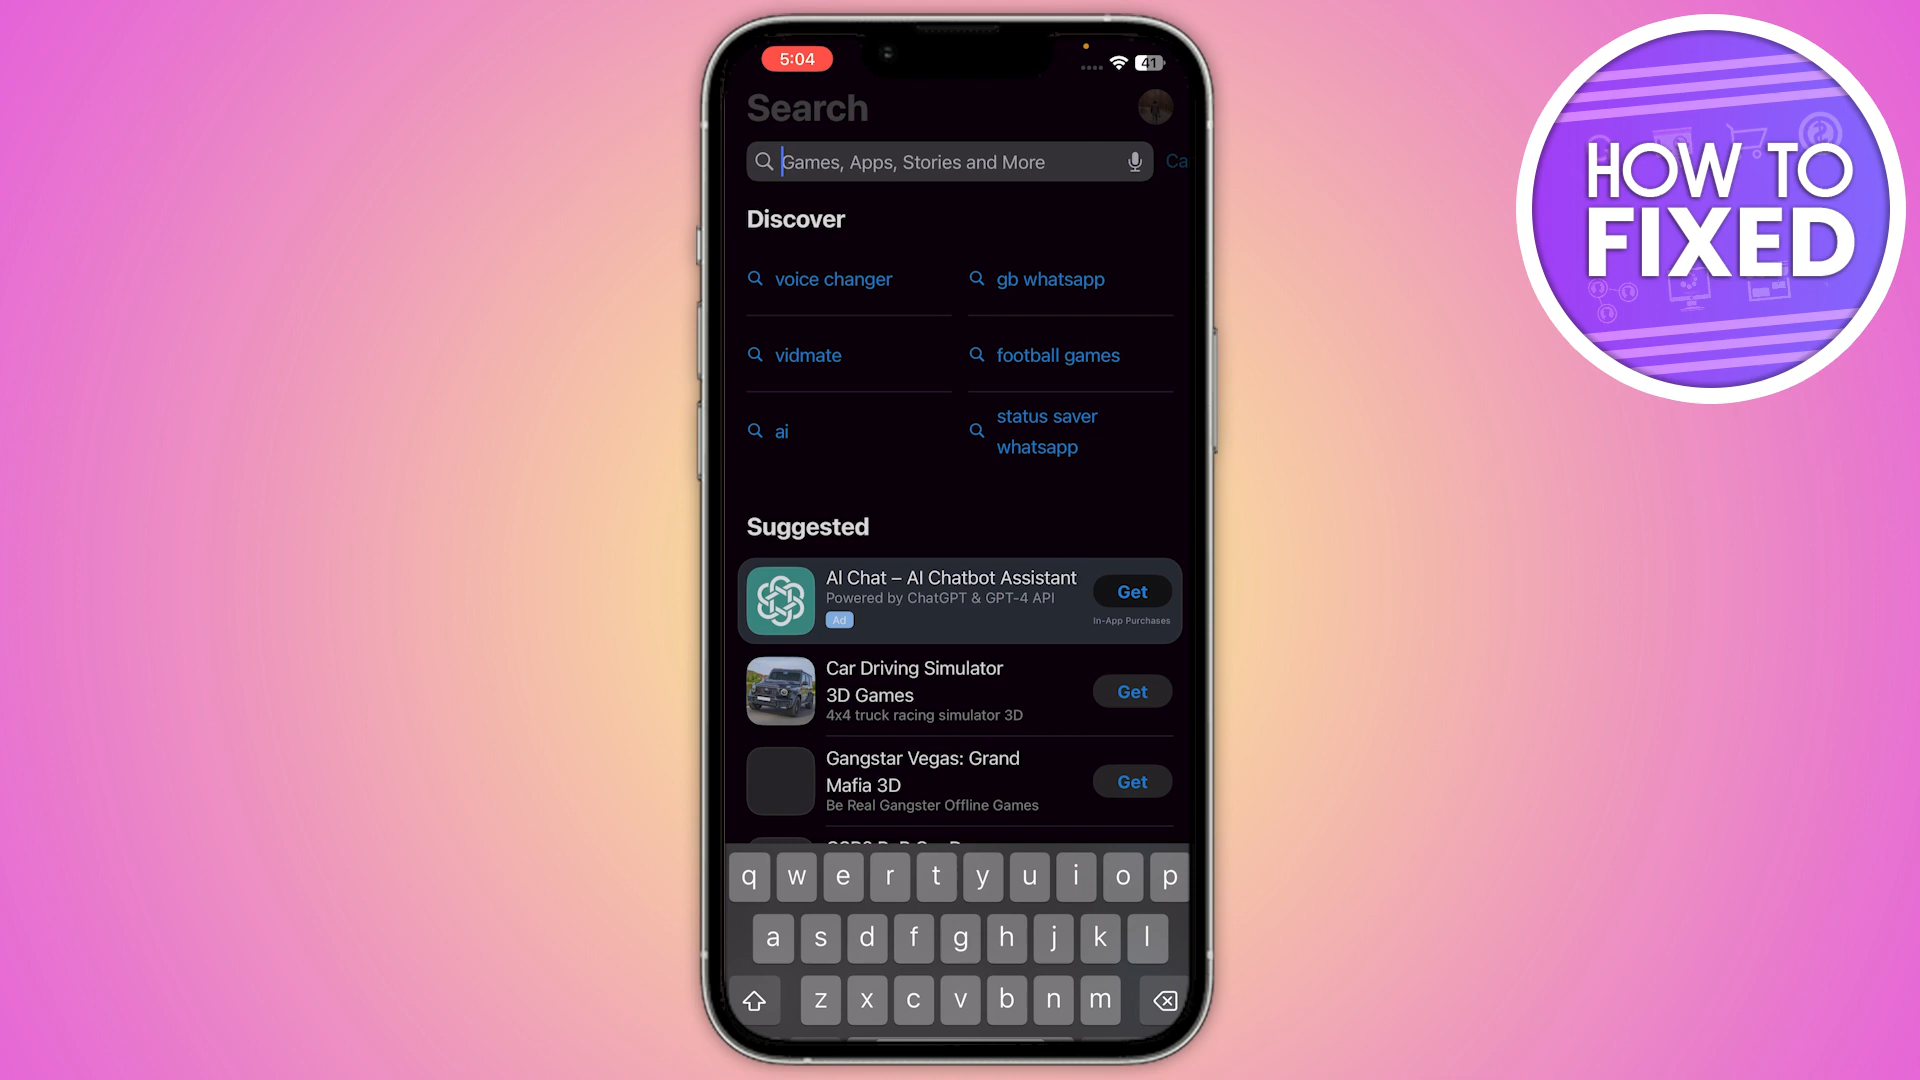 5:04
41
Search
Games, Apps, Stories and More
Ca
Discover
voice changer
gb whatsapp
vidmate
football games
ai
status saver
whatsapp
Suggested
AI Chat – AI Chatbot Assistant
Powered by ChatGPT & GPT-4 API
Ad
Get
In-App Purchases
Car Driving Simulator
3D Games
4x4 truck racing simulator 3D
Get
Gangstar Vegas: Grand
Mafia 3D
Be Real Gangster Offline Games
Get
q w e r t y u i o p
a s d f g h j k l
z x c v b n m
HOW TO
FIXED